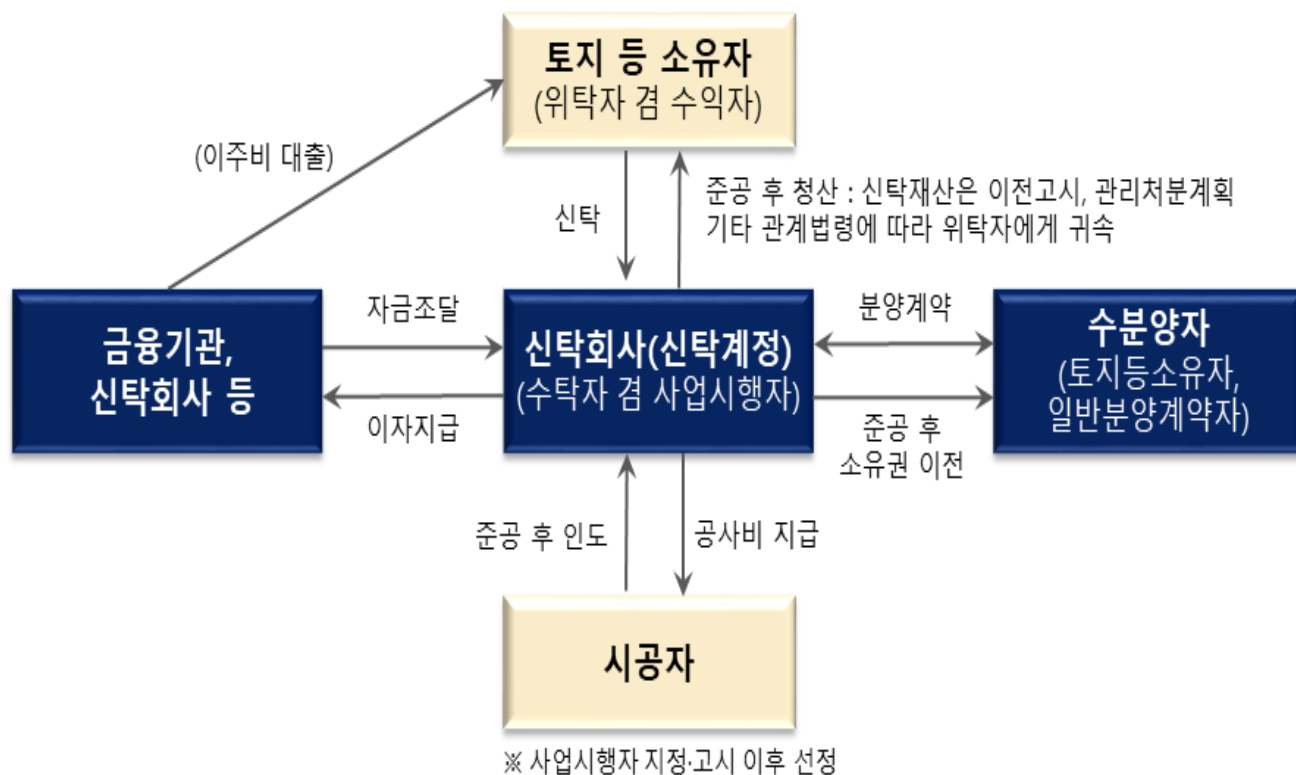 토지 등 소유자
(위탁자 겸 수익자)
(이주비 대출)
신탁
준공 후 청산 : 신탁재산은 이전고시, 관리처분계획
기타 관계법령에 따라 위탁자에게 귀속
금융기관,
신탁회사 등
자금조달
이자지급
신탁회사(신탁계정)
(수탁자 겸 사업시행자)
분양계약
준공 후
소유권 이전
수분양자
(토지등소유자,
일반분양계약자)
준공 후 인도
공사비 지급
시공자
※ 사업시행자 지정·고시 이후 선정